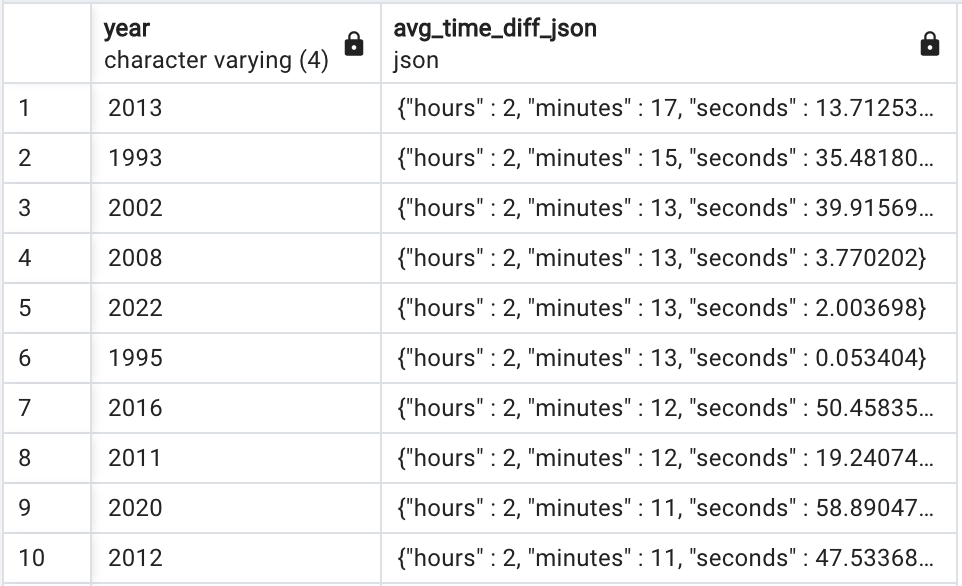 year avg_time_diff_json
character varying (4) json
1 2013 {"hours" : 2, "minutes" : 17, "seconds" : 13.71253…
2 1993 {"hours" : 2, "minutes" : 15, "seconds" : 35.48180…
3 2002 {"hours" : 2, "minutes" : 13, "seconds" : 39.91569…
4 2008 {"hours" : 2, "minutes" : 13, "seconds" : 3.770202}
5 2022 {"hours" : 2, "minutes" : 13, "seconds" : 2.003698}
6 1995 {"hours" : 2, "minutes" : 13, "seconds" : 0.053404}
7 2016 {"hours" : 2, "minutes" : 12, "seconds" : 50.45835…
8 2011 {"hours" : 2, "minutes" : 12, "seconds" : 19.24074…
9 2020 {"hours" : 2, "minutes" : 11, "seconds" : 58.89047…
10 2012 {"hours" : 2, "minutes" : 11, "seconds" : 47.53368…